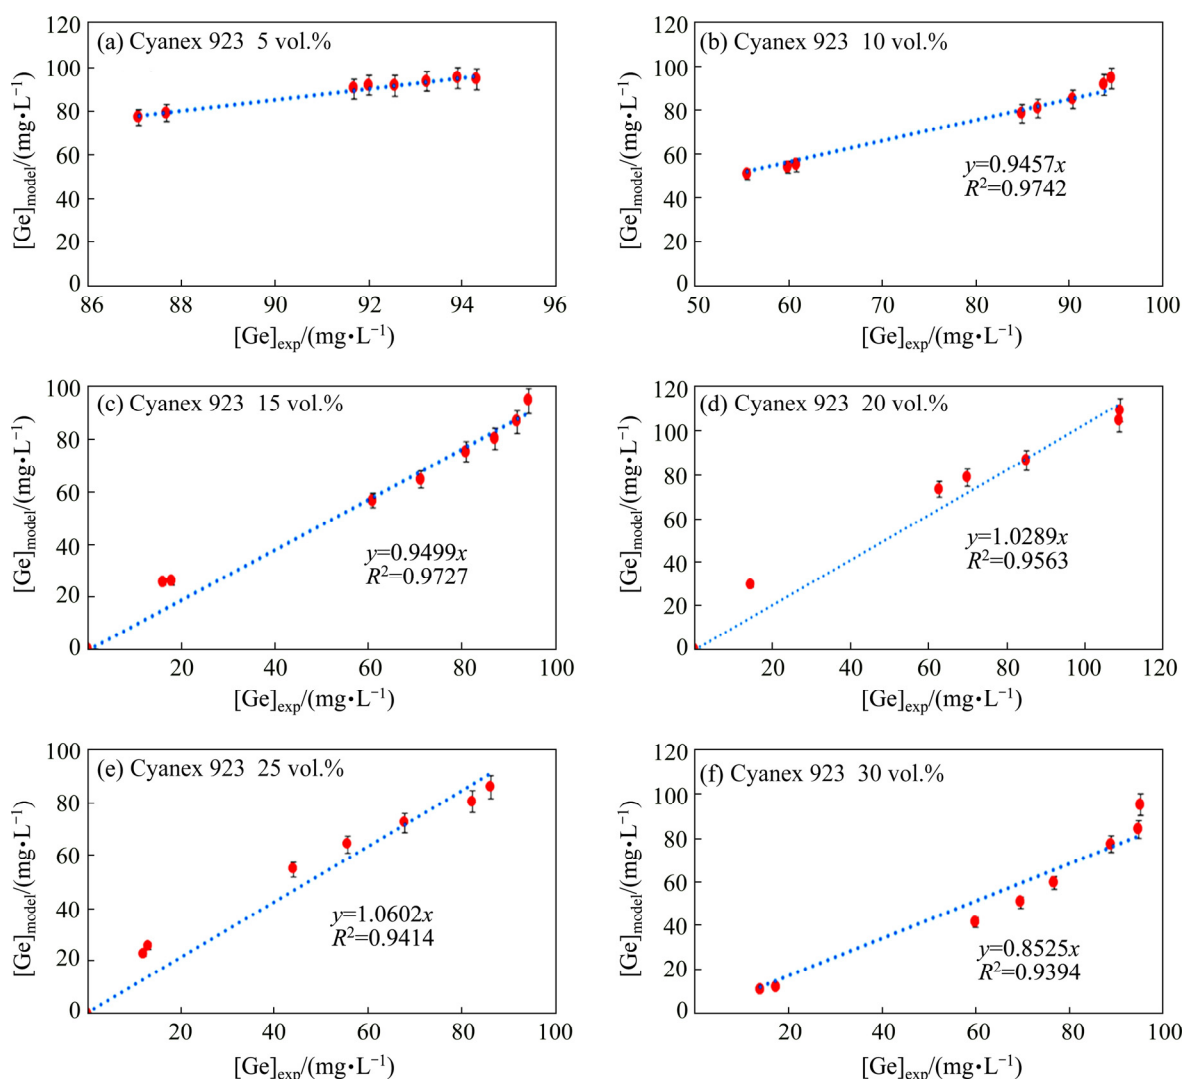 (a) Cyanex 923 5 vol.%
120
100
80
60
40
20
0
86
88
90
92
94
96
[Ge]model/(mg•L⁻¹)
[Ge]exp/(mg•L⁻¹)
(b) Cyanex 923 10 vol.%
120
100
80
60
40
20
0
50
60
70
80
90
100
y=0.9457x
R²=0.9742
[Ge]model/(mg•L⁻¹)
[Ge]exp/(mg•L⁻¹)
(c) Cyanex 923 15 vol.%
100
80
60
40
20
0
20
40
60
80
100
y=0.9499x
R²=0.9727
[Ge]model/(mg•L⁻¹)
[Ge]exp/(mg•L⁻¹)
(d) Cyanex 923 20 vol.%
120
100
80
60
40
20
0
20
40
60
80
100
120
y=1.0289x
R²=0.9563
[Ge]model/(mg•L⁻¹)
[Ge]exp/(mg•L⁻¹)
(e) Cyanex 923 25 vol.%
100
80
60
40
20
0
20
40
60
80
100
y=1.0602x
R²=0.9414
[Ge]model/(mg•L⁻¹)
[Ge]exp/(mg•L⁻¹)
(f) Cyanex 923 30 vol.%
120
100
80
60
40
20
0
20
40
60
80
100
y=0.8525x
R²=0.9394
[Ge]model/(mg•L⁻¹)
[Ge]exp/(mg•L⁻¹)